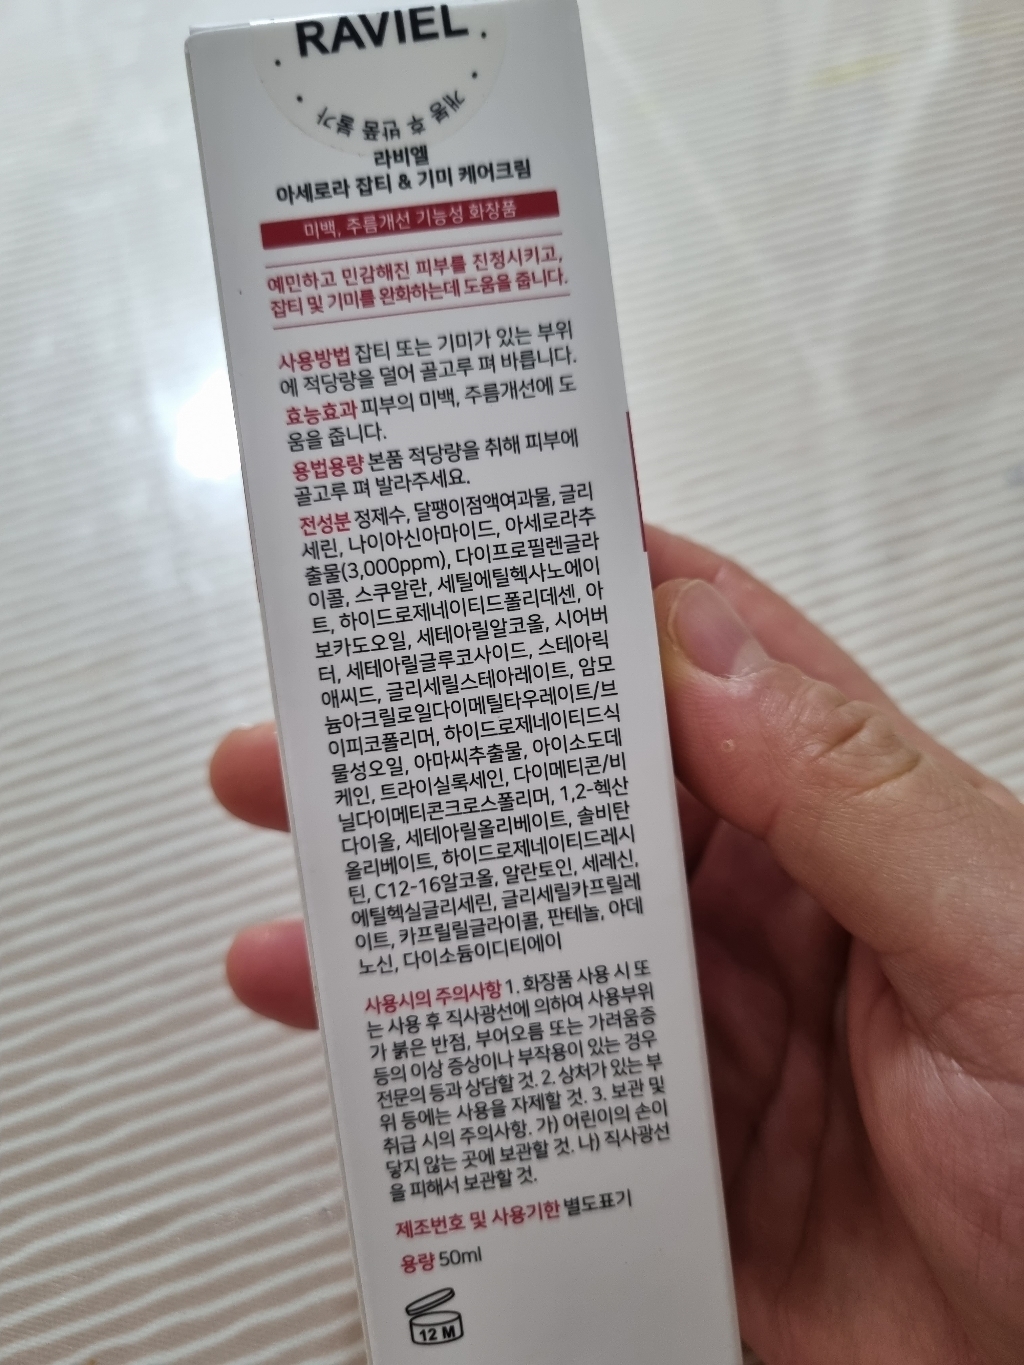 RAVIEL
개봉 후 반품 불가
라비엘
아세로라 잡티 & 기미 케어크림
미백, 주름개선 기능성 화장품
예민하고 민감해진 피부를 진정시키고,
잡티 및 기미를 완화하는데 도움을 줍니다.
사용방법 잡티 또는 기미가 있는 부위
에 적당량을 덜어 골고루 펴 바릅니다.
효능효과 피부의 미백, 주름개선에 도
움을 줍니다.
용법용량 본품 적당량을 취해 피부에
골고루 펴 발라주세요.
전성분 정제수, 달팽이점액여과물, 글리
세린, 나이아신아마이드, 아세로라추
출물(3,000ppm), 다이프로필렌글라
이콜, 스쿠알란, 세틸에틸헥사노에이
트, 하이드로제네이티드폴리데센, 아
보카도오일, 세테아릴알코올, 시어버
터, 세테아릴글루코사이드, 스테아릭
애씨드, 글리세릴스테아레이트, 암모
늄아크릴로일다이메틸타우레이트/브
이피코폴리머, 하이드로제네이티드식
물성오일, 아마씨추출물, 아이소도데
케인, 트라이실록세인, 다이메티콘/비
닐다이메티콘크로스폴리머, 1,2-헥산
다이올, 세테아릴올리베이트, 솔비탄
올리베이트, 하이드로제네이티드레시
틴, C12-16알코올, 알란토인, 세레신,
에틸헥실글리세린, 글리세릴카프릴레
이트, 카프릴릴글라이콜, 판테놀, 아데
노신, 다이소듐이디티에이
사용시의 주의사항 1. 화장품 사용 시 또
는 사용 후 직사광선에 의하여 사용부위
가 붉은 반점, 부어오름 또는 가려움증
등의 이상 증상이나 부작용이 있는 경우
전문의 등과 상담할 것. 2. 상처가 있는 부
위 등에는 사용을 자제할 것. 3. 보관 및
취급 시의 주의사항. 가) 어린이의 손이
닿지 않는 곳에 보관할 것. 나) 직사광선
을 피해서 보관할 것.
제조번호 및 사용기한 별도표기
용량 50ml
12 M